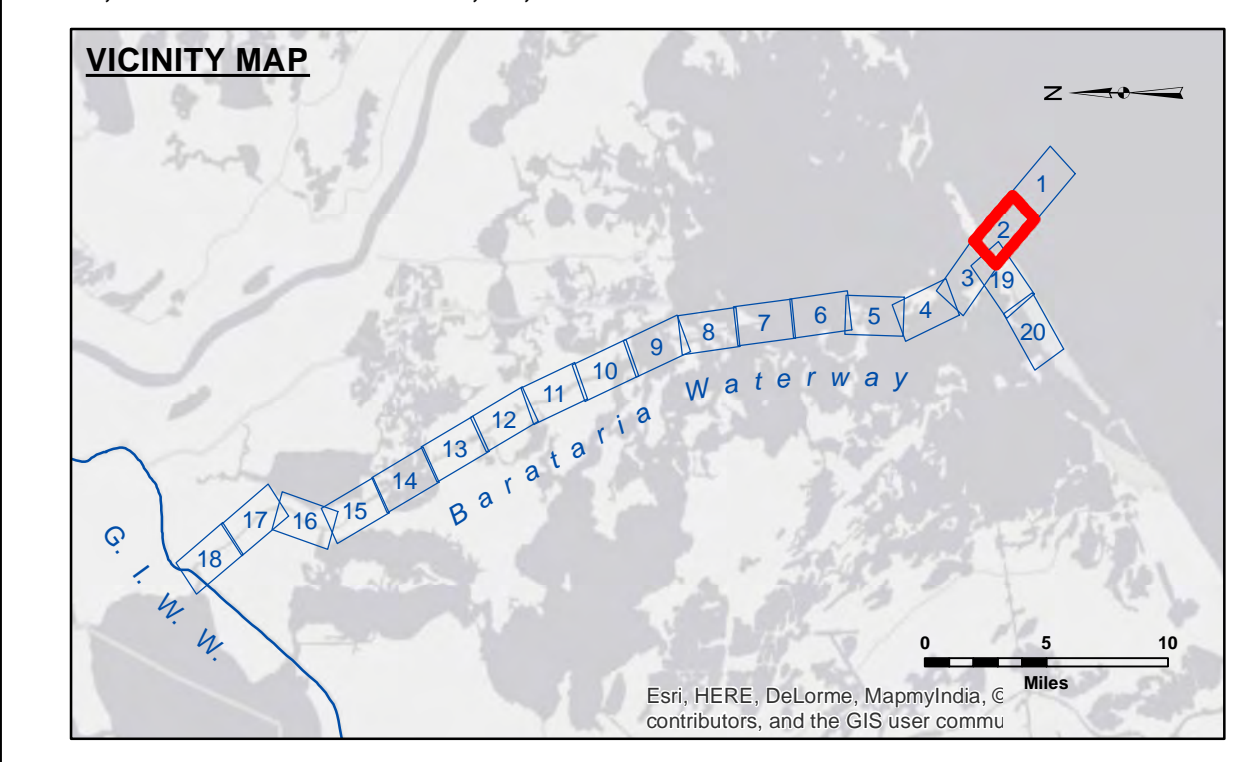 VICINITY MAP
N
1
2
3
19
4
20
5
6
7
8
9
10
11
12
13
14
15
16
17
18
Barataria Waterway
G. I. W. W.
0 5 10
Miles
Esri, HERE, DeLorme, MapmyIndia, ©
contributors, and the GIS user commu